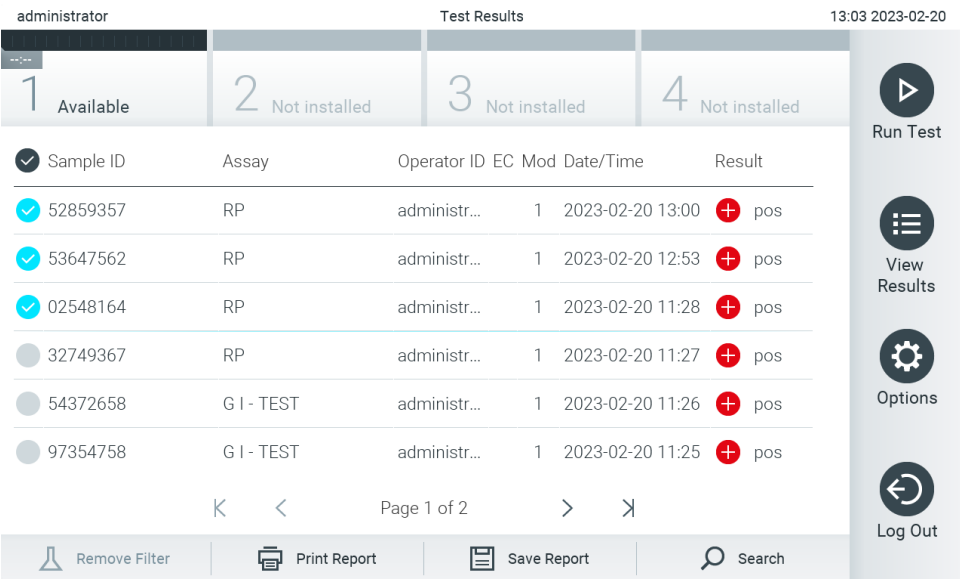 administrator Test Results 13:03 2023-02-20
--:--
1 Available 2 Not installed 3 Not installed 4 Not installed
Run Test
Sample ID Assay Operator ID EC Mod Date/Time Result
52859357 RP administr... 1 2023-02-20 13:00 pos
53647562 RP administr... 1 2023-02-20 12:53 pos
View
Results
02548164 RP administr... 1 2023-02-20 11:28 pos
32749367 RP administr... 1 2023-02-20 11:27 pos
Options
54372658 G I - TEST administr... 1 2023-02-20 11:26 pos
97354758 G I - TEST administr... 1 2023-02-20 11:25 pos
Page 1 of 2
Log Out
Remove Filter Print Report Save Report Search